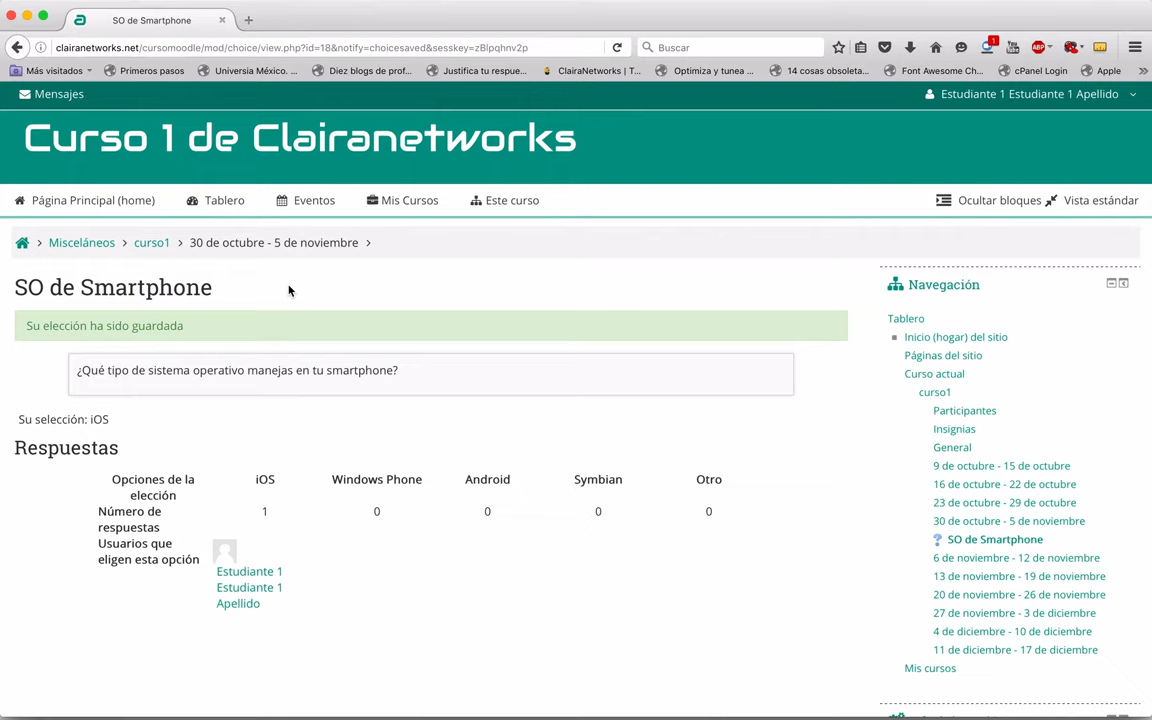 SO de Smartphone
clairanetworks.net/cursomoodle/mod/choice/view.php?id=18&notify=choicesaved&sesskey=zBlpqhnv2p
Buscar
1
ABP
Más visitados
Primeros pasos
Universia México. ...
Diez blogs de prof...
Justifica tu respue...
ClairaNetworks | T...
Optimiza y tunea ...
14 cosas obsoleta...
Font Awesome Ch...
cPanel Login
Apple
Mensajes
Estudiante 1 Estudiante 1 Apellido
Curso 1 de Clairanetworks
Página Principal (home)
Tablero
Eventos
Mis Cursos
Este curso
Ocultar bloques
Vista estándar
Misceláneos
curso1
30 de octubre - 5 de noviembre
SO de Smartphone
Su elección ha sido guardada
¿Qué tipo de sistema operativo manejas en tu smartphone?
Su selección: iOS
Respuestas
Opciones de la
elección
iOS
Windows Phone
Android
Symbian
Otro
Número de
respuestas
1
0
0
0
0
Usuarios que
eligen esta opción
Estudiante 1
Estudiante 1
Apellido
Navegación
Tablero
Inicio (hogar) del sitio
Páginas del sitio
Curso actual
curso1
Participantes
Insignias
General
9 de octubre - 15 de octubre
16 de octubre - 22 de octubre
23 de octubre - 29 de octubre
30 de octubre - 5 de noviembre
SO de Smartphone
6 de noviembre - 12 de noviembre
13 de noviembre - 19 de noviembre
20 de noviembre - 26 de noviembre
27 de noviembre - 3 de diciembre
4 de diciembre - 10 de diciembre
11 de diciembre - 17 de diciembre
Mis cursos